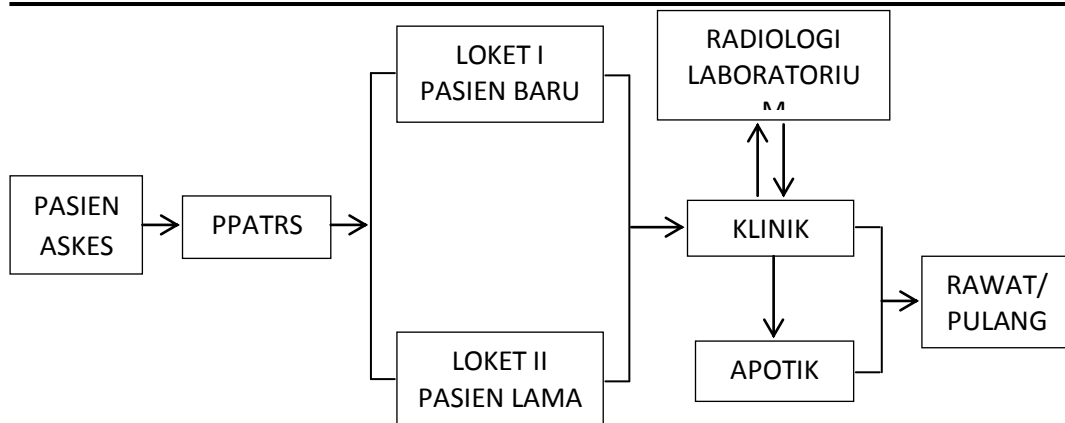 PASIEN
ASKES
PPATRS
LOKET I
PASIEN BARU
LOKET II
PASIEN LAMA
RADIOLOGI
LABORATORIU
M
KLINIK
APOTIK
RAWAT/
PULANG